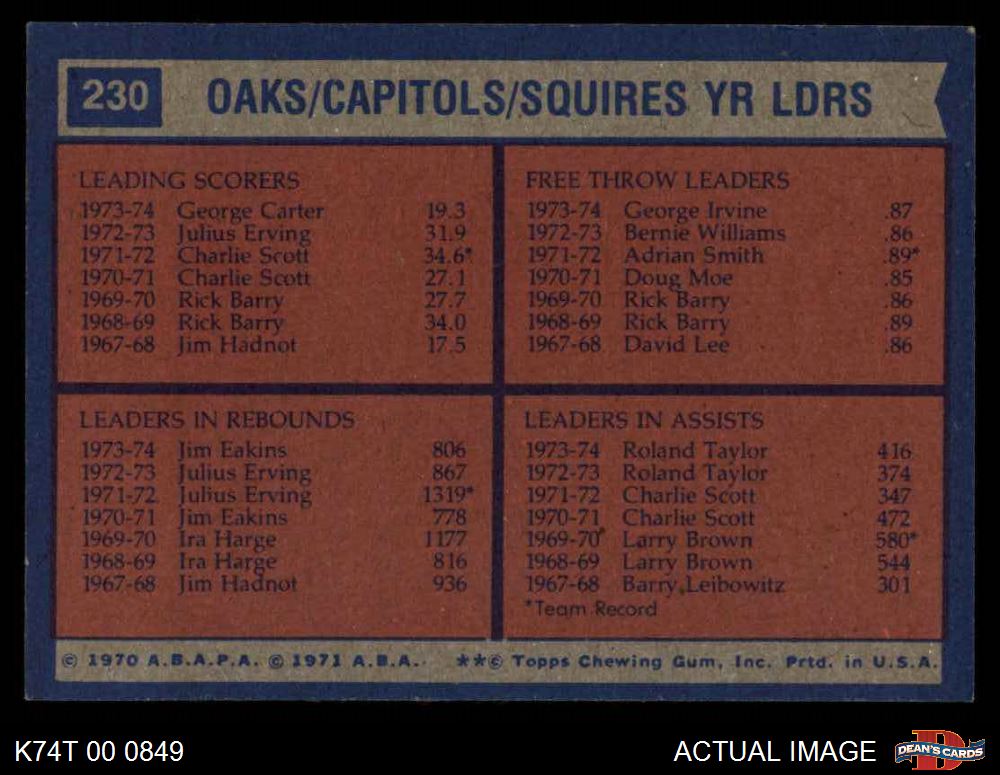 230 OAKS/CAPITOLS/SQUIRES YR LDRS
LEADING SCORERS
1973-74 George Carter 19.3
1972-73 Julius Erving 31.9
1971-72 Charlie Scott 34.6*
1970-71 Charlie Scott 27.1
1969-70 Rick Barry 27.7
1968-69 Rick Barry 34.0
1967-68 Jim Hadnot 17.5
FREE THROW LEADERS
1973-74 George Irvine .87
1972-73 Bernie Williams .86
1971-72 Adrian Smith .89*
1970-71 Doug Moe .85
1969-70 Rick Barry .86
1968-69 Rick Barry .89
1967-68 David Lee .86
LEADERS IN REBOUNDS
1973-74 Jim Eakins 806
1972-73 Julius Erving 867
1971-72 Julius Erving 1319*
1970-71 Jim Eakins 778
1969-70 Ira Harge 1177
1968-69 Ira Harge 816
1967-68 Jim Hadnot 936
LEADERS IN ASSISTS
1973-74 Roland Taylor 416
1972-73 Roland Taylor 374
1971-72 Charlie Scott 347
1970-71 Charlie Scott 472
1969-70 Larry Brown 580*
1968-69 Larry Brown 544
1967-68 Barry Leibowitz 301
*Team Record
© 1970 A.B.A.P.A. © 1971 A.B.A. **© Topps Chewing Gum, Inc. Prtd. in U.S.A.
K74T 00 0849 ACTUAL IMAGE DEAN'S CARDS